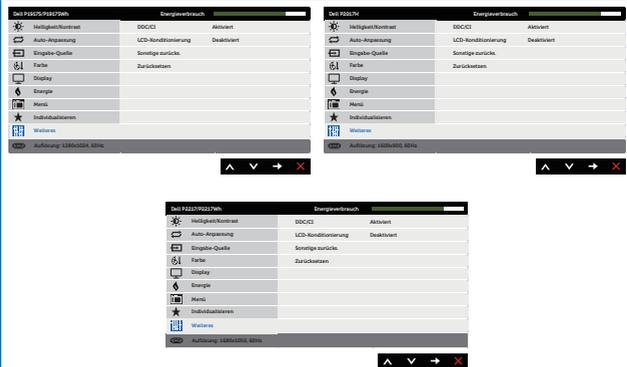 Dell P1917S/P1917SWh Energieverbrauch
Helligkeit/Kontrast DDC/CI Aktiviert
Auto-Anpassung LCD-Konditionierung Deaktiviert
Eingabe-Quelle Sonstige zurücks.
Farbe Zurücksetzen
Display
Energie
Menü
Individualisieren
Weiteres
Auflösung: 1280x1024, 60Hz
Dell P2017H Energieverbrauch
Helligkeit/Kontrast DDC/CI Aktiviert
Auto-Anpassung LCD-Konditionierung Deaktiviert
Eingabe-Quelle Sonstige zurücks.
Farbe Zurücksetzen
Display
Energie
Menü
Individualisieren
Weiteres
Auflösung: 1600x900, 60Hz
Dell P2217/P2217Wh Energieverbrauch
Helligkeit/Kontrast DDC/CI Aktiviert
Auto-Anpassung LCD-Konditionierung Deaktiviert
Eingabe-Quelle Sonstige zurücks.
Farbe Zurücksetzen
Display
Energie
Menü
Individualisieren
Weiteres
Auflösung: 1680x1050, 60Hz